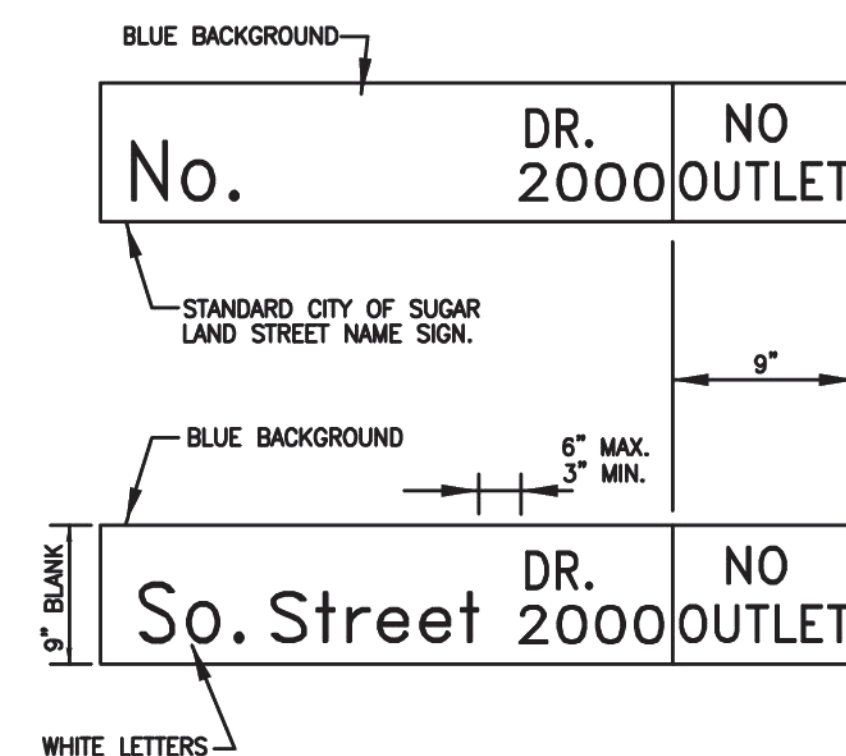 BLUE BACKGROUND
DR. NO
No. 2000 OUTLET
STANDARD CITY OF SUGAR
LAND STREET NAME SIGN.
9"
BLUE BACKGROUND
6" MAX.
3" MIN.
9" BLANK
DR. NO
So. Street 2000 OUTLET
WHITE LETTERS